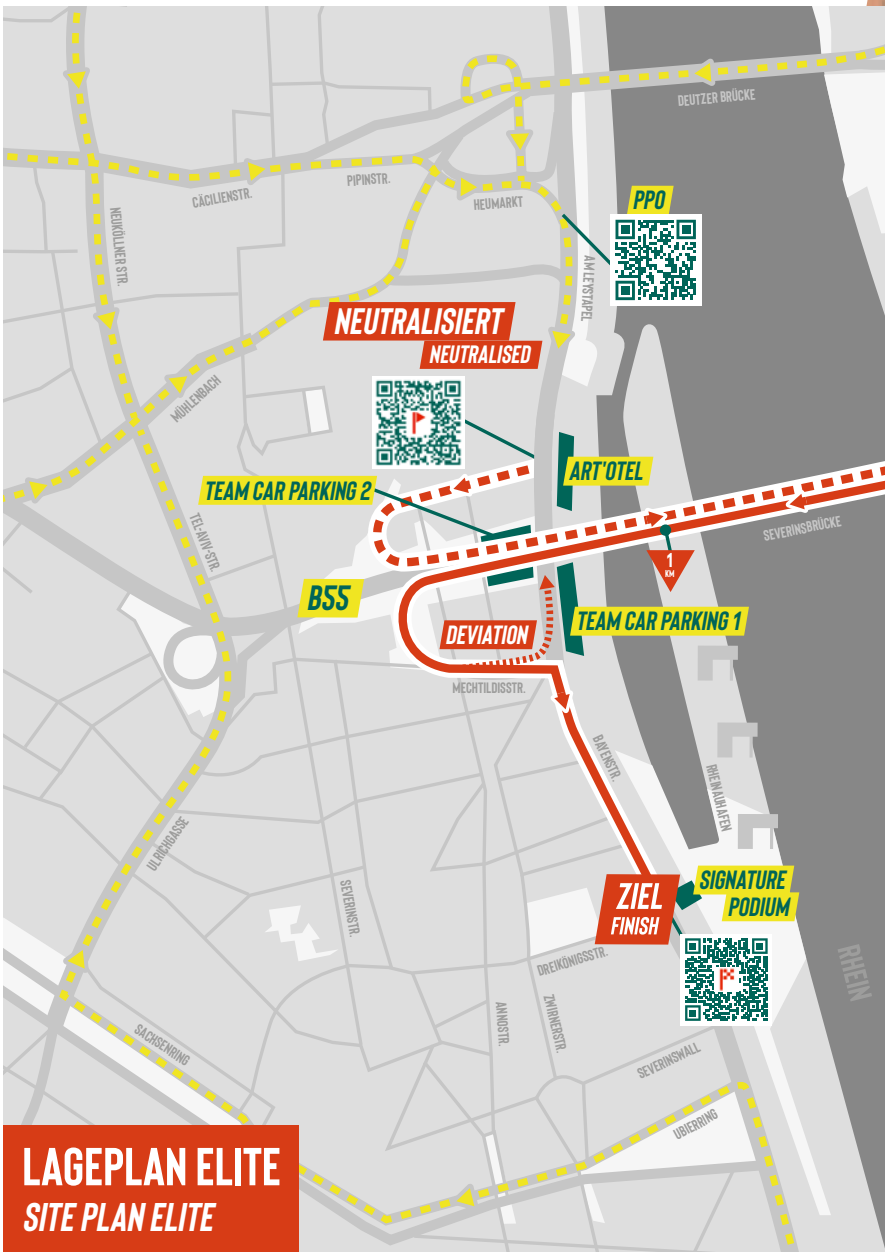 DEUTZER BRÜCKE
PPO
CÄCILIENSTR.
PIPINSTR.
HEUMARKT
NEUKÖLLNER STR.
AM LEYSTAPEL
NEUTRALISIERT
NEUTRALISED
MÜHLENBACH
ART'OTEL
TEAM CAR PARKING 2
TEL-AVIV-STR.
SEVERINSBRÜCKE
1
KM
B55
DEVIATION
TEAM CAR PARKING 1
MECHTILDISSTR.
BAYENSTR.
RHEINAUHAFEN
ULRICHGASSE
SEVERINSTR.
ZIEL
FINISH
SIGNATURE
PODIUM
DREIKÖNIGSSTR.
RHEIN
ANNOSTR.
ZWIRNERSTR.
SACHSENRING
SEVERINSWALL
UBIERRING
LAGEPLAN ELITE
SITE PLAN ELITE